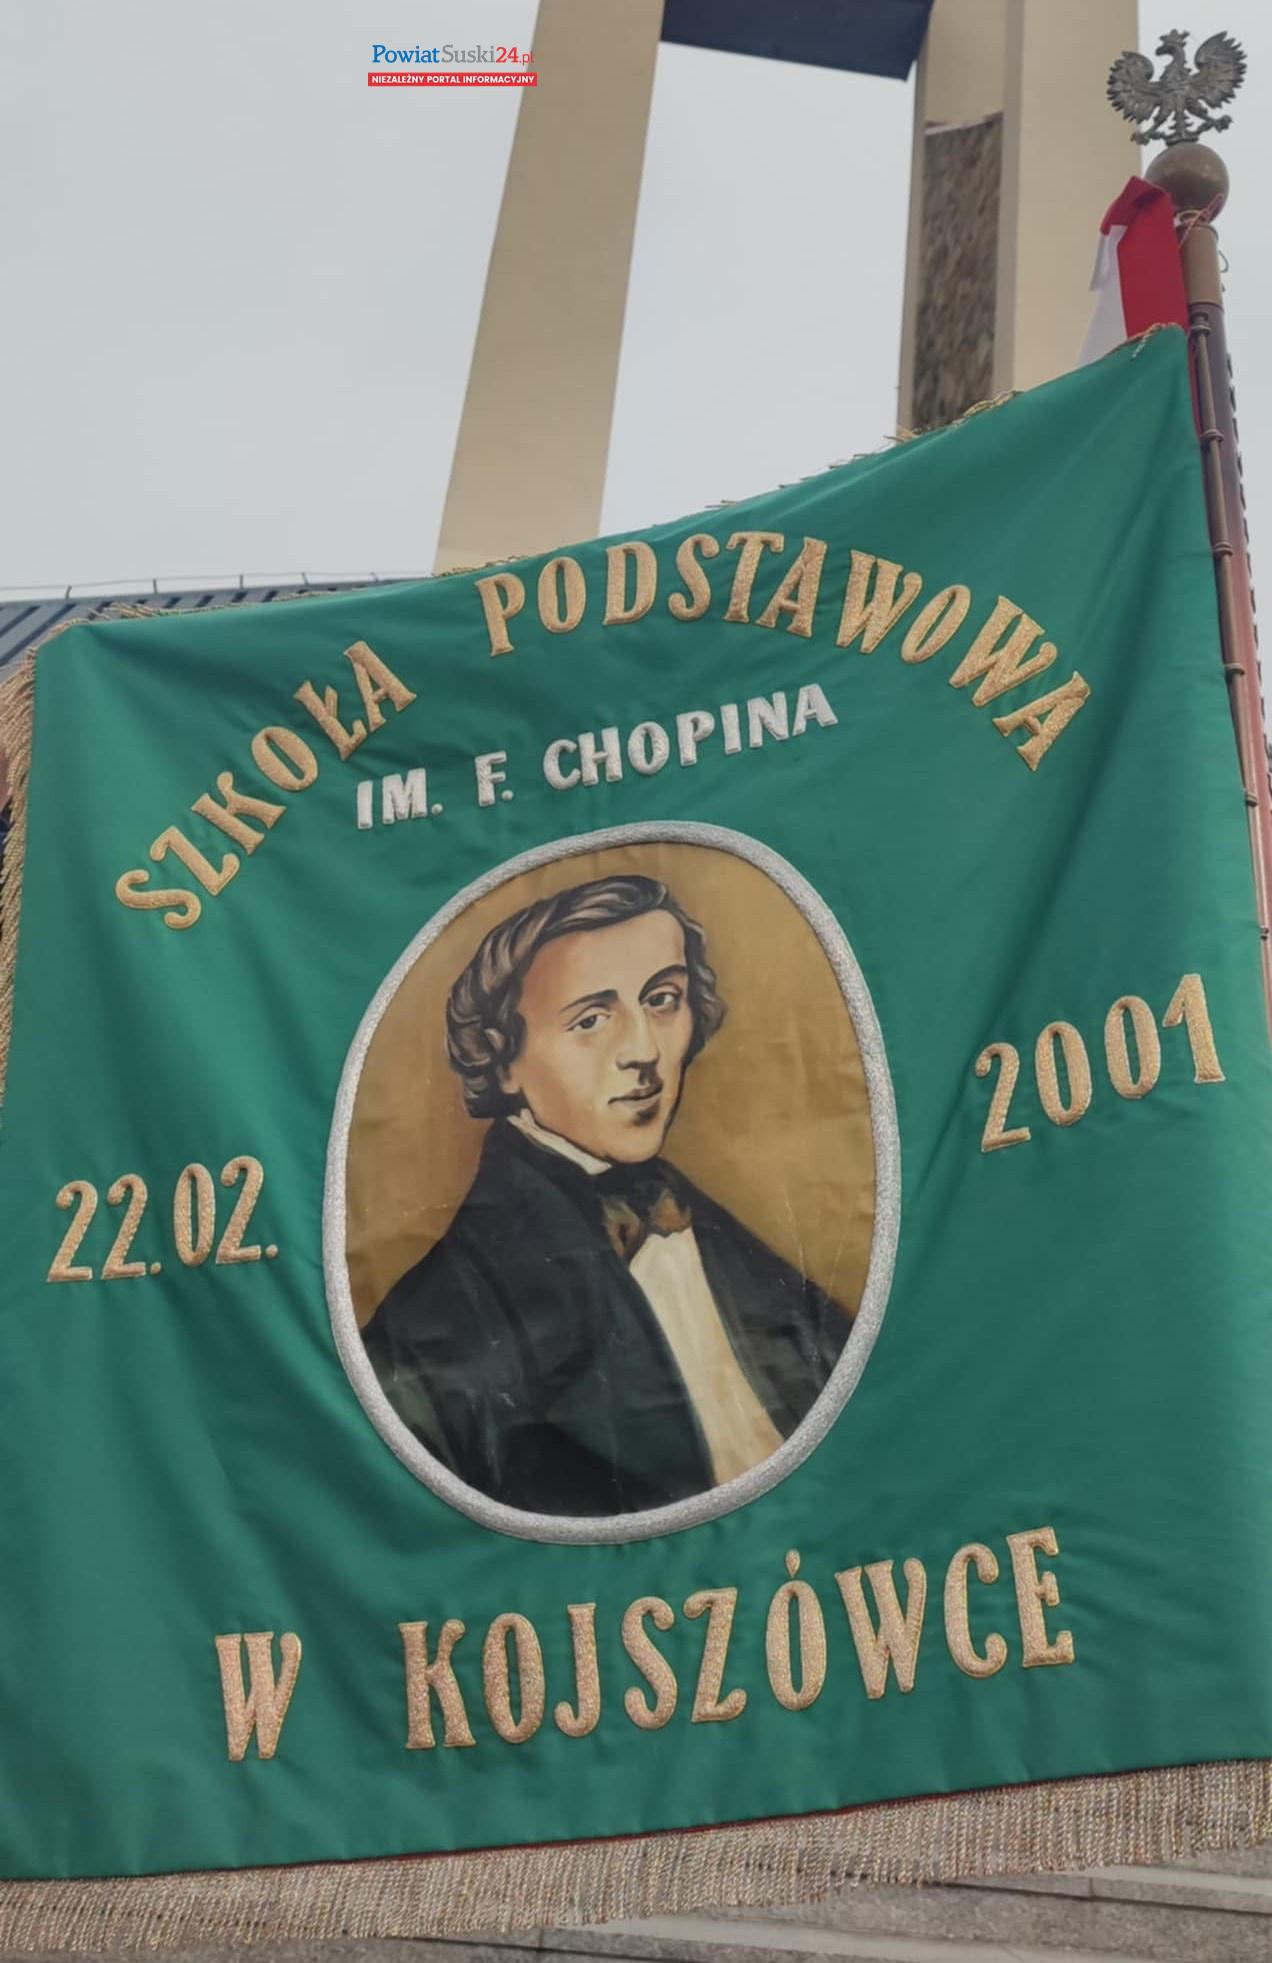 PowiatSuski24.pl
NIEZALEŻNY PORTAL INFORMACYJNY
SZKOŁA PODSTAWOWA
IM. F. CHOPINA
22.02. 2001
W KOJSZÓWCE